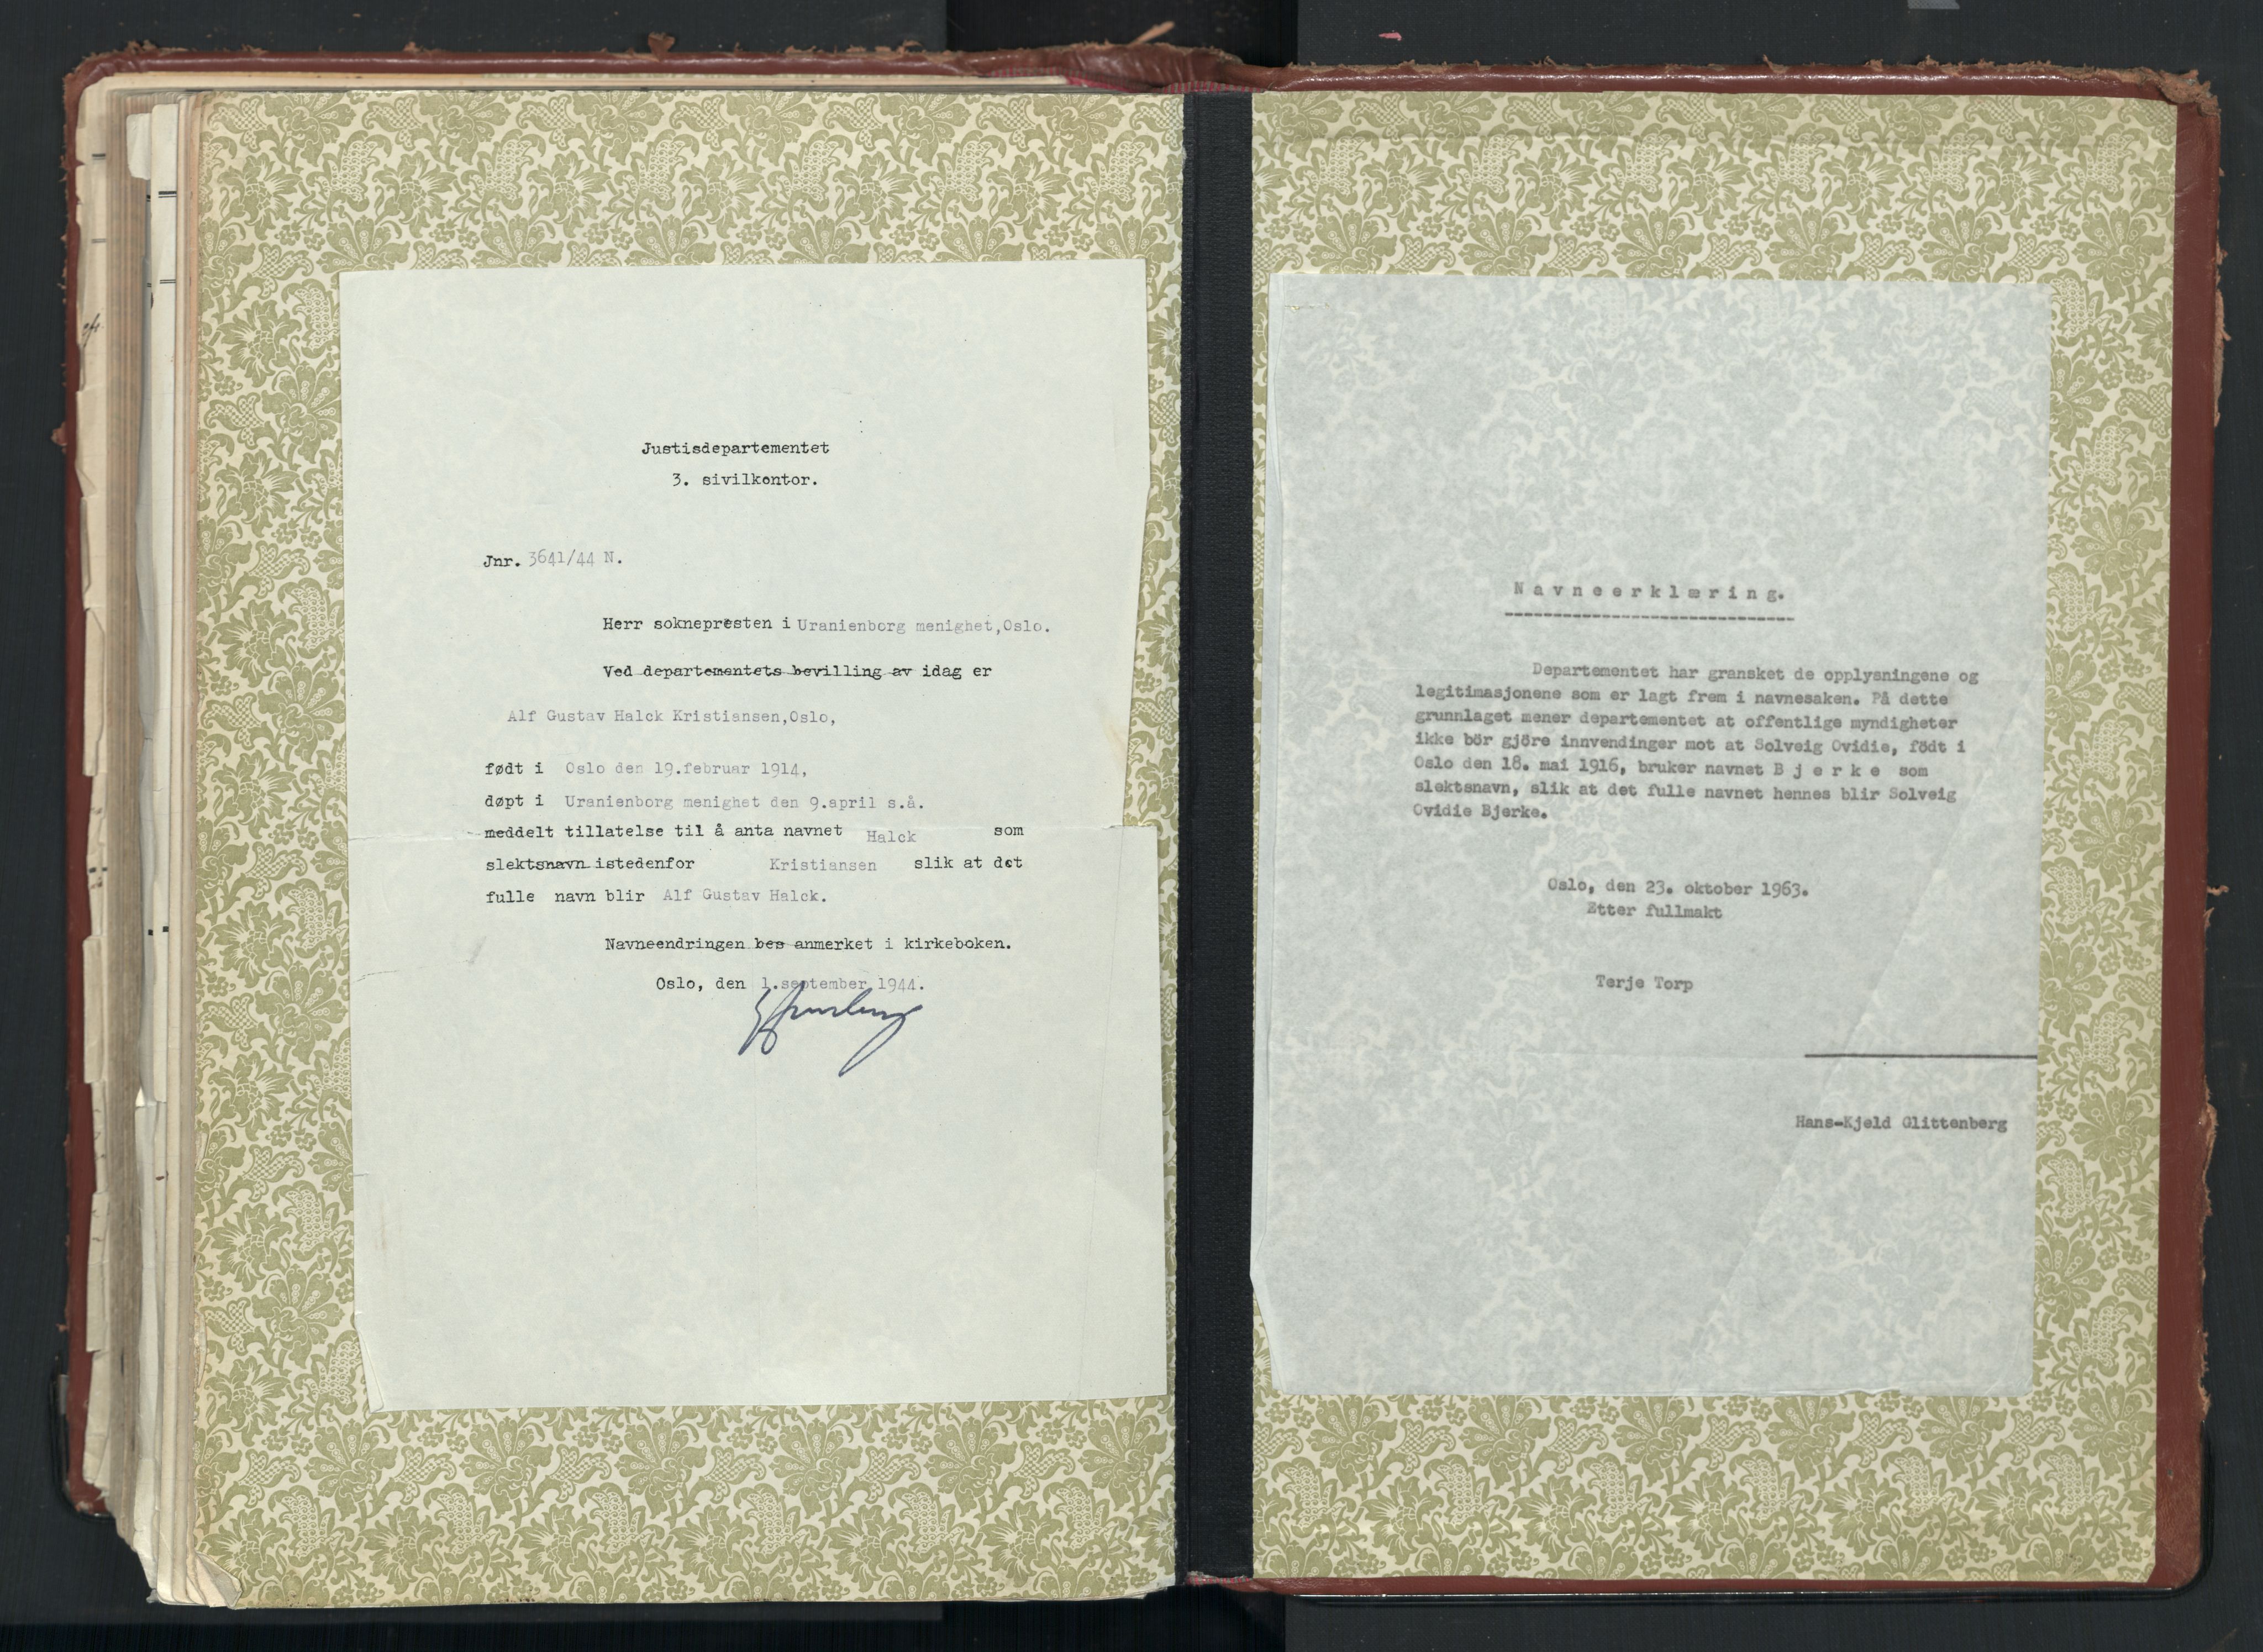 Justisdepartementet
3. sivilkontor.
Jnr. 3641/44 N.
Herr soknepresten i Uranienborg menighet, Oslo.
Ved departementets bevilling av idag er
Alf Gustav Halck Kristiansen, Oslo,
født i Oslo den 19.februar 1914,
døpt i Uranienborg menighet den 9.april s.å.
meddelt tillatelse til å anta navnet Halck som
slektsnavn istedenfor Kristiansen slik at det
fulle navn blir Alf Gustav Halck.
Navneendringen bes anmerket i kirkeboken.
Oslo, den 1.september 1944.
Navneerklæring.
Departementet har gransket de opplysningene og
legitimasjonene som er lagt frem i navnesaken. På dette
grunnlaget mener departementet at offentlige myndigheter
ikke bör gjöre innvendinger mot at Solveig Ovidie, födt i
Oslo den 18. mai 1916, bruker navnet Bjerke som
slektsnavn, slik at det fulle navnet hennes blir Solveig
Ovidie Bjerke.
Oslo, den 23. oktober 1963.
Etter fullmakt
Terje Torp
Hans-Kjeld Glittenberg